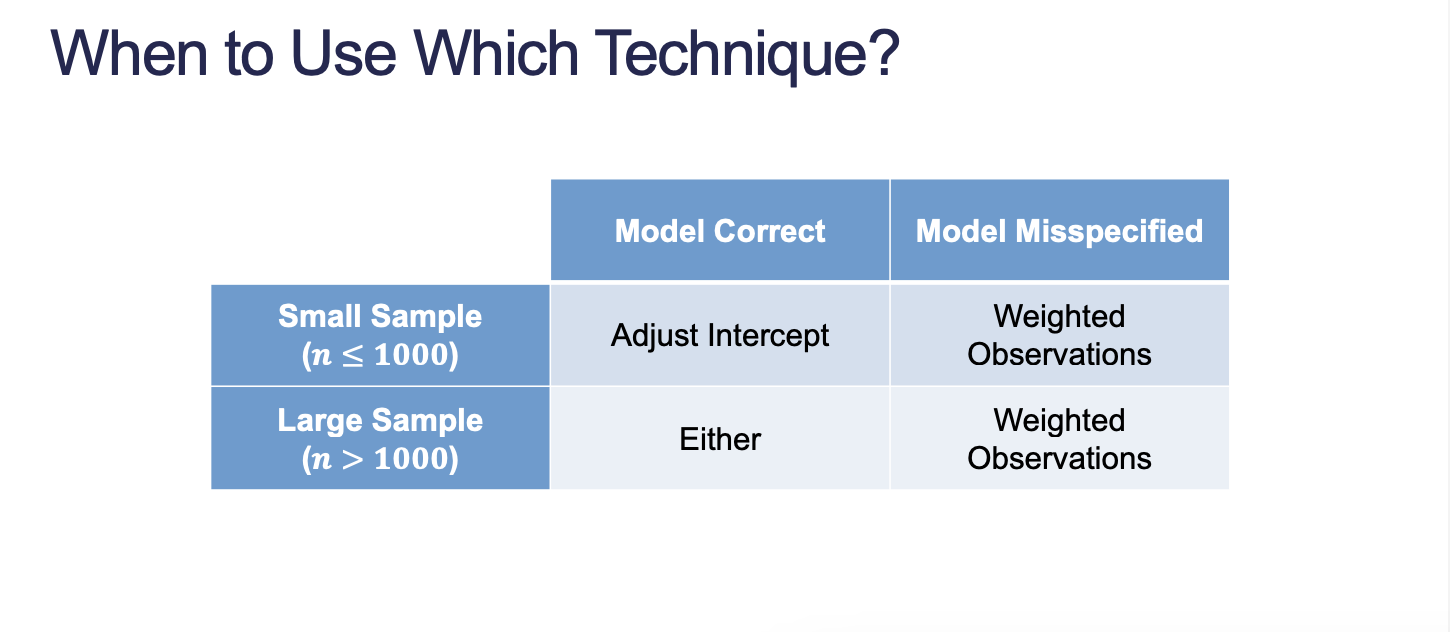 When to Use Which Technique?
Model Correct
Model Misspecified
Small Sample
(n ≤ 1000)
Adjust Intercept
Weighted
Observations
Large Sample
(n > 1000)
Either
Weighted
Observations